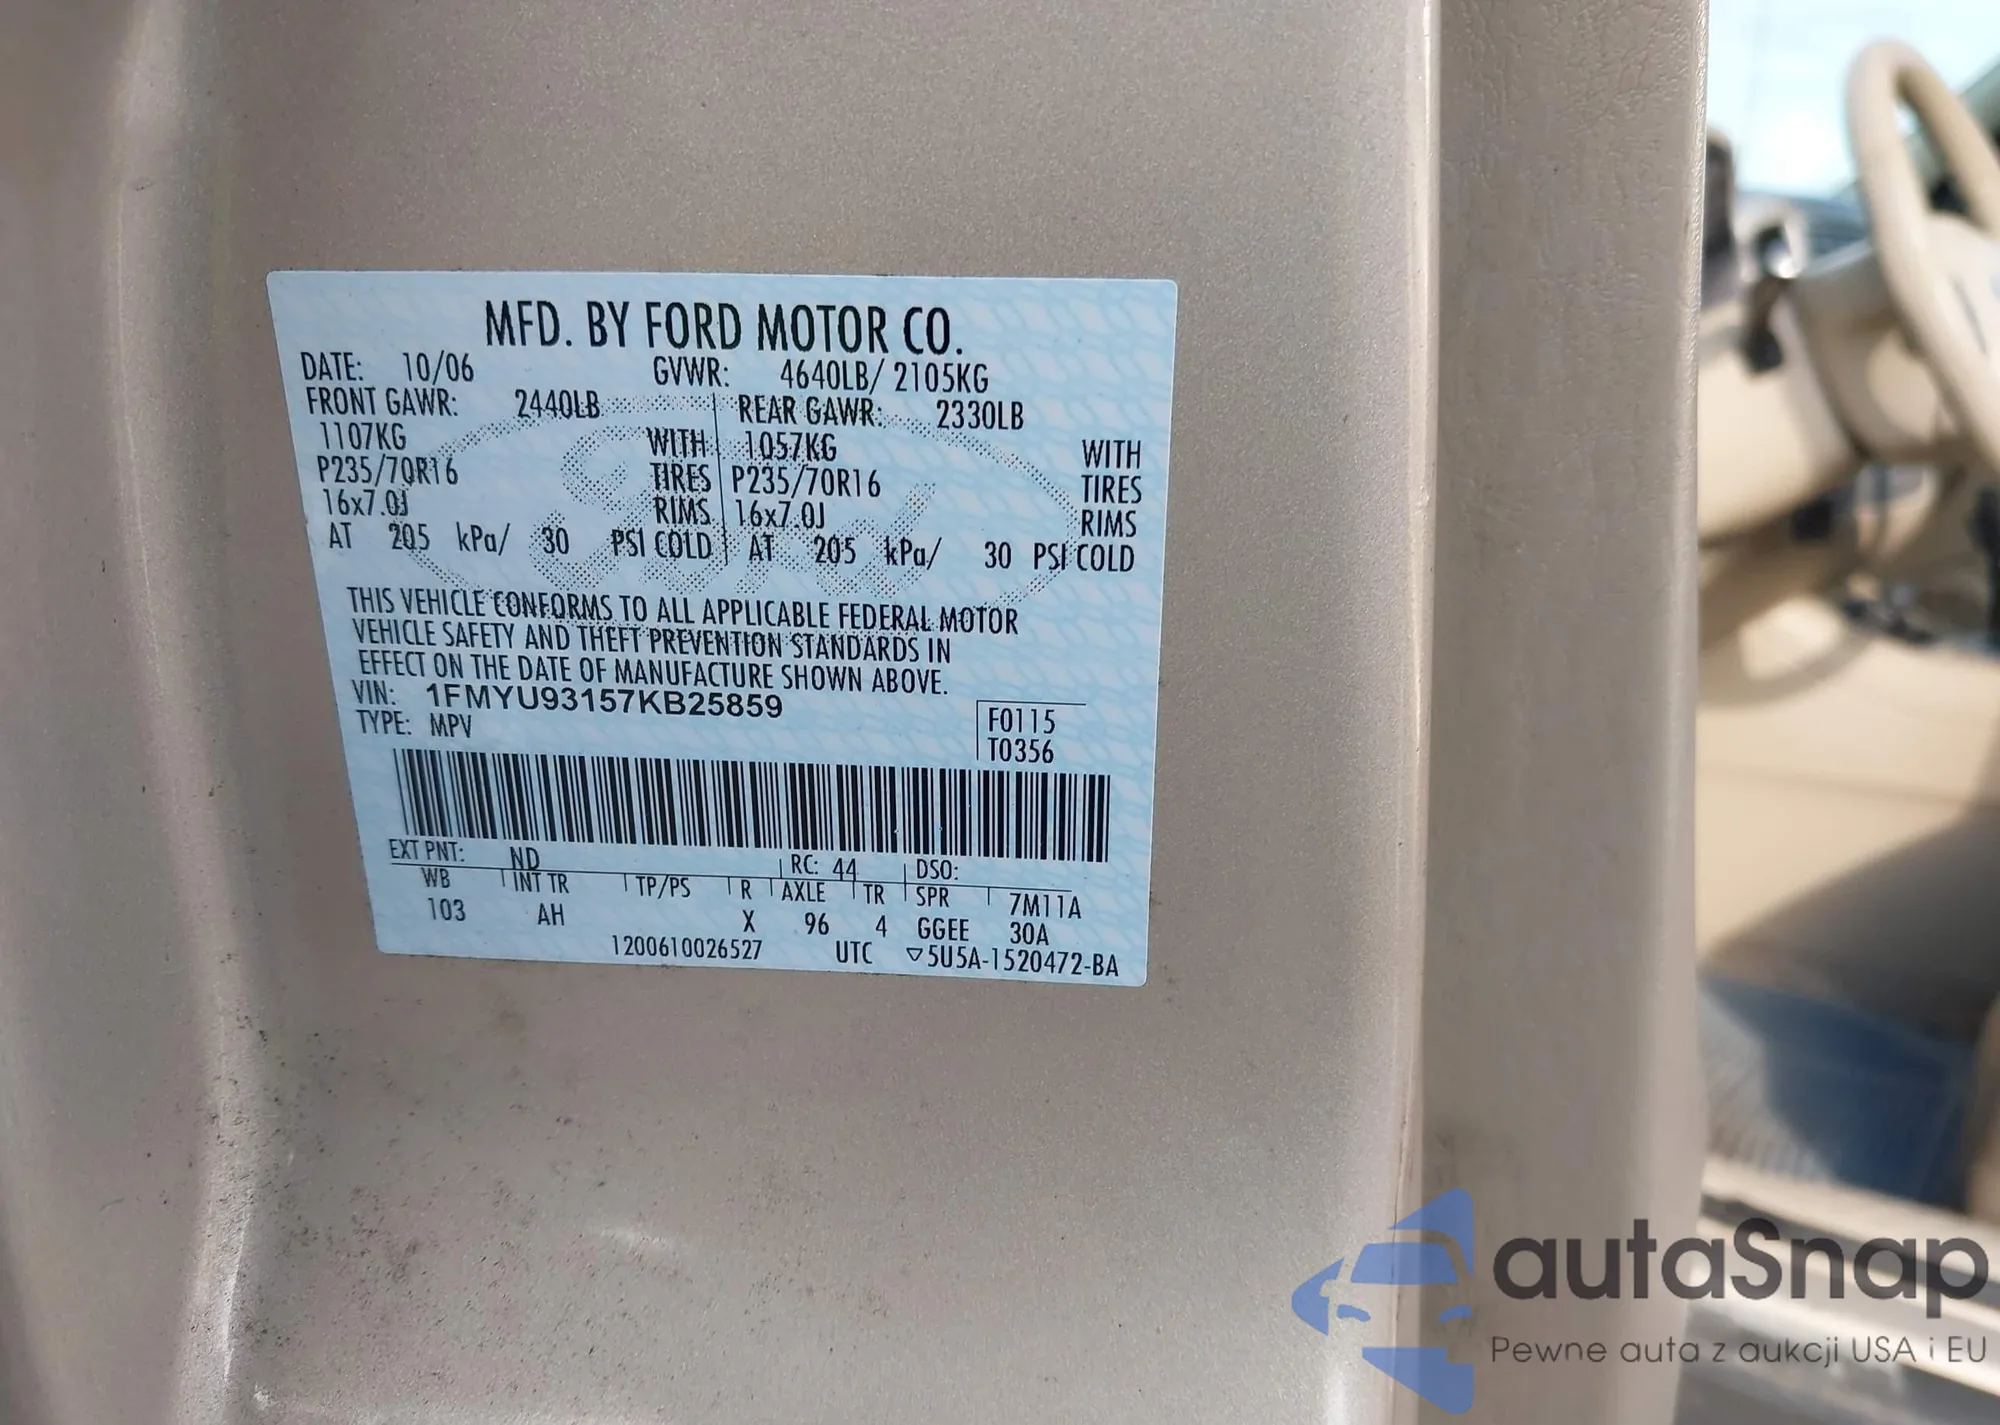 MFD. BY FORD MOTOR CO.
DATE: 10/06 GVWR: 4640LB/ 2105KG
FRONT GAWR: 2440LB REAR GAWR: 2330LB
1107KG WITH 1057KG WITH
P235/70R16 TIRES P235/70R16 TIRES
16x7.0J RIMS 16x7.0J RIMS
AT 205 kPa/ 30 PSI COLD AT 205 kPa/ 30 PSI COLD
THIS VEHICLE CONFORMS TO ALL APPLICABLE FEDERAL MOTOR
VEHICLE SAFETY AND THEFT PREVENTION STANDARDS IN
EFFECT ON THE DATE OF MANUFACTURE SHOWN ABOVE.
VIN: 1FMYU93157KB25859
TYPE: MPV
F0115
T0356
EXT PNT: ND RC: 44 DSO:
WB INT TR TP/PS R AXLE TR SPR 7M11A
103 AH X 96 4 GGEE 30A
1200610026527 UTC ▽5U5A-1520472-BA
autaSnap
Pewne auta z aukcji USA i EU